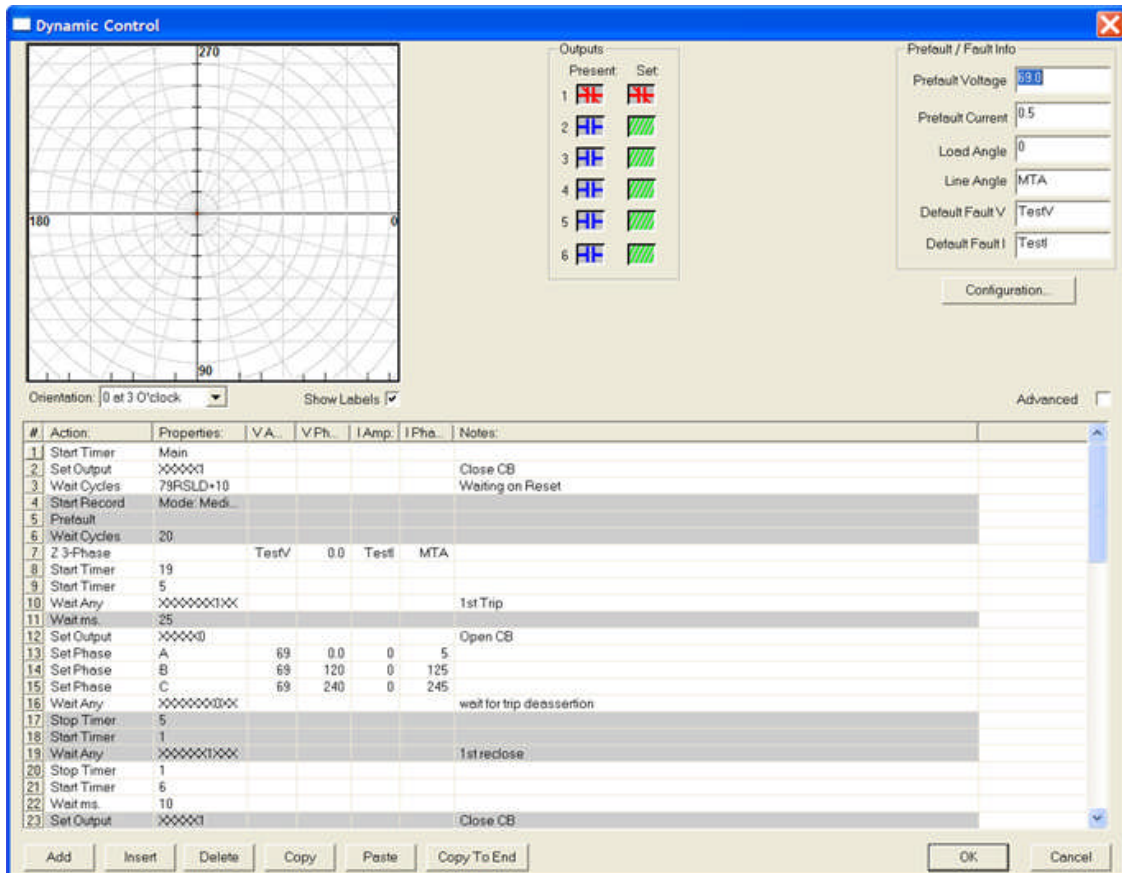 Dynamic Control
270
180
0
90
Orientation: 0 at 3 O'clock
Show Labels
Outputs
Present: Set:
1
2
3
4
5
6
Prefault / Fault Info
Prefault Voltage 69.0
Prefault Current 0.5
Load Angle 0
Line Angle MTA
Default Fault V TestV
Default Fault I TestI
Configuration...
Advanced
# Action: Properties: V A... V Ph... I Amp: I Pha... Notes:
1 Start Timer Main
2 Set Output XXXXX1 Close CB
3 Wait Cycles 79RSLD+10 Waiting on Reset
4 Start Record Mode: Medi...
5 Prefault
6 Wait Cycles 20
7 Z 3-Phase TestV 0.0 TestI MTA
8 Start Timer 19
9 Start Timer 5
10 Wait Any XXXXXXX1XX 1st Trip
11 Wait ms. 25
12 Set Output XXXXX0 Open CB
13 Set Phase A 69 0.0 0 5
14 Set Phase B 69 120 0 125
15 Set Phase C 69 240 0 245
16 Wait Any XXXXXXX0XX wait for trip deassertion
17 Stop Timer 5
18 Start Timer 1
19 Wait Any XXXXXX1XXX 1st reclose
20 Stop Timer 1
21 Start Timer 6
22 Wait ms. 10
23 Set Output XXXXX1 Close CB
Add Insert Delete Copy Paste Copy To End OK Cancel